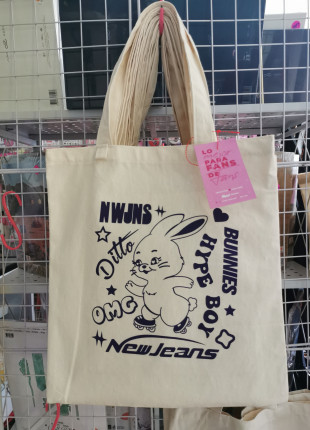 NWJNS
Ditto
BUNNIES
HYPE BOY
OMG
NewJeans
LO
PARA
FANS
DE